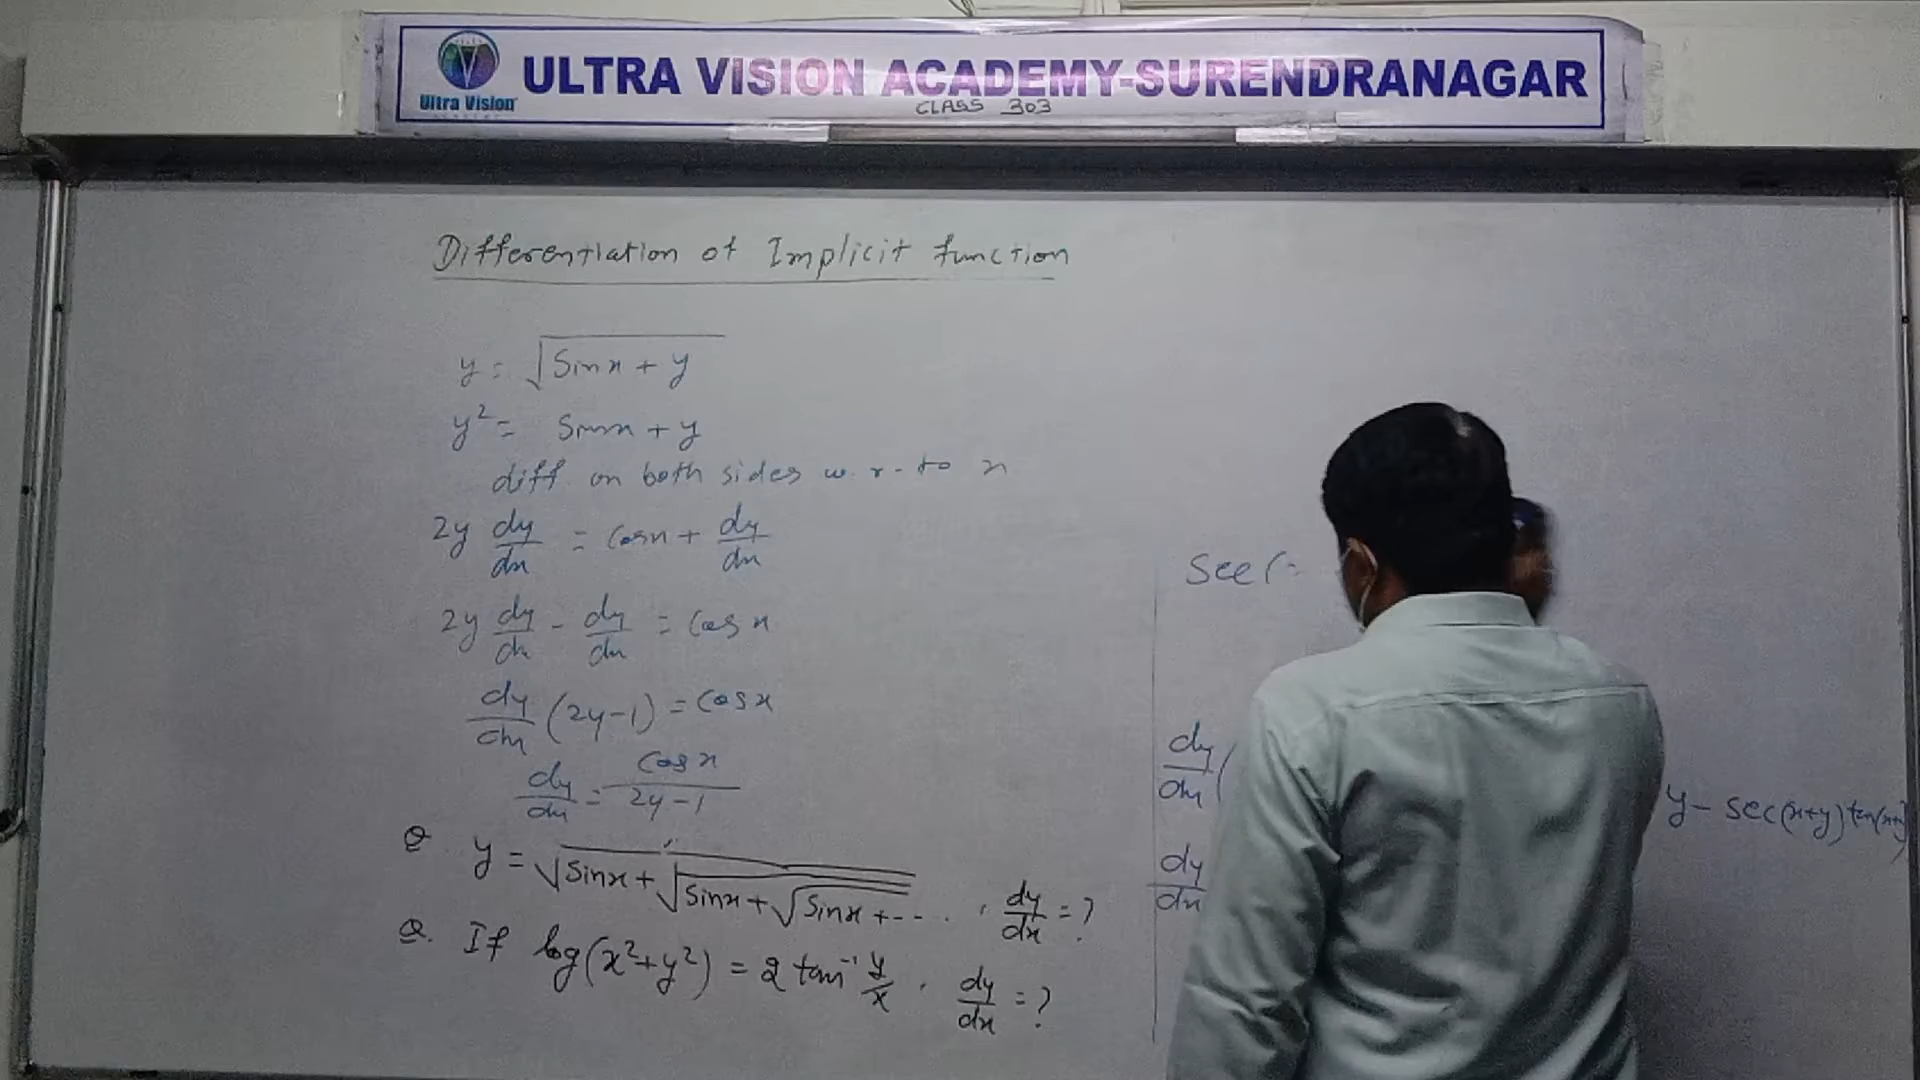 ULTRA VISION ACADEMY-SURENDRANAGAR
Ultra Vision
CLASS 303
Differentiation of Implicit function
y = √(Sinx + y)
y² = Sinx + y
diff. on both sides w.r.to x
2y dy/dx = Cosx + dy/dx
2y dy/dx - dy/dx = Cos x
dy/dx (2y-1) = Cosx
dy/dx = Cosx/2y-1
Q y = √Sinx + √Sinx + √Sinx + --- . , dy/dx = ?
Q. If log(x²+y²) = 2 tan⁻¹ y/x . dy/dx = ?
dy/dx (
y - sec(x+y) tan(x+y)
dy/dx